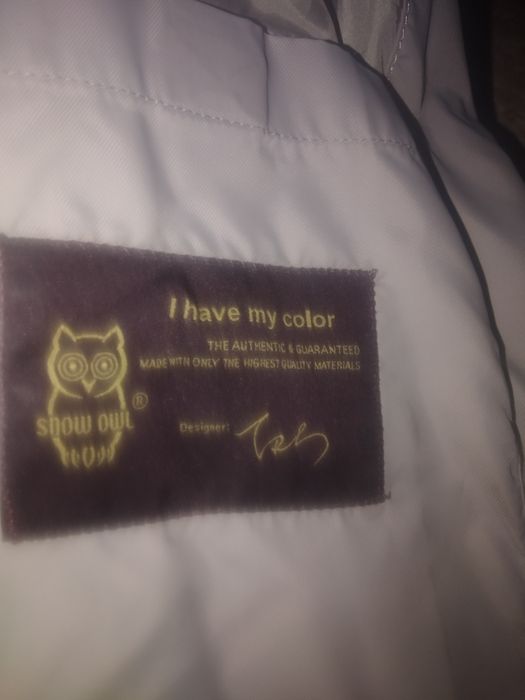 I have my color
THE AUTHENTIC & GUARANTEED
MADE WITH ONLY THE HIGHEST QUALITY MATERIALS
snow owl ®
Designer: